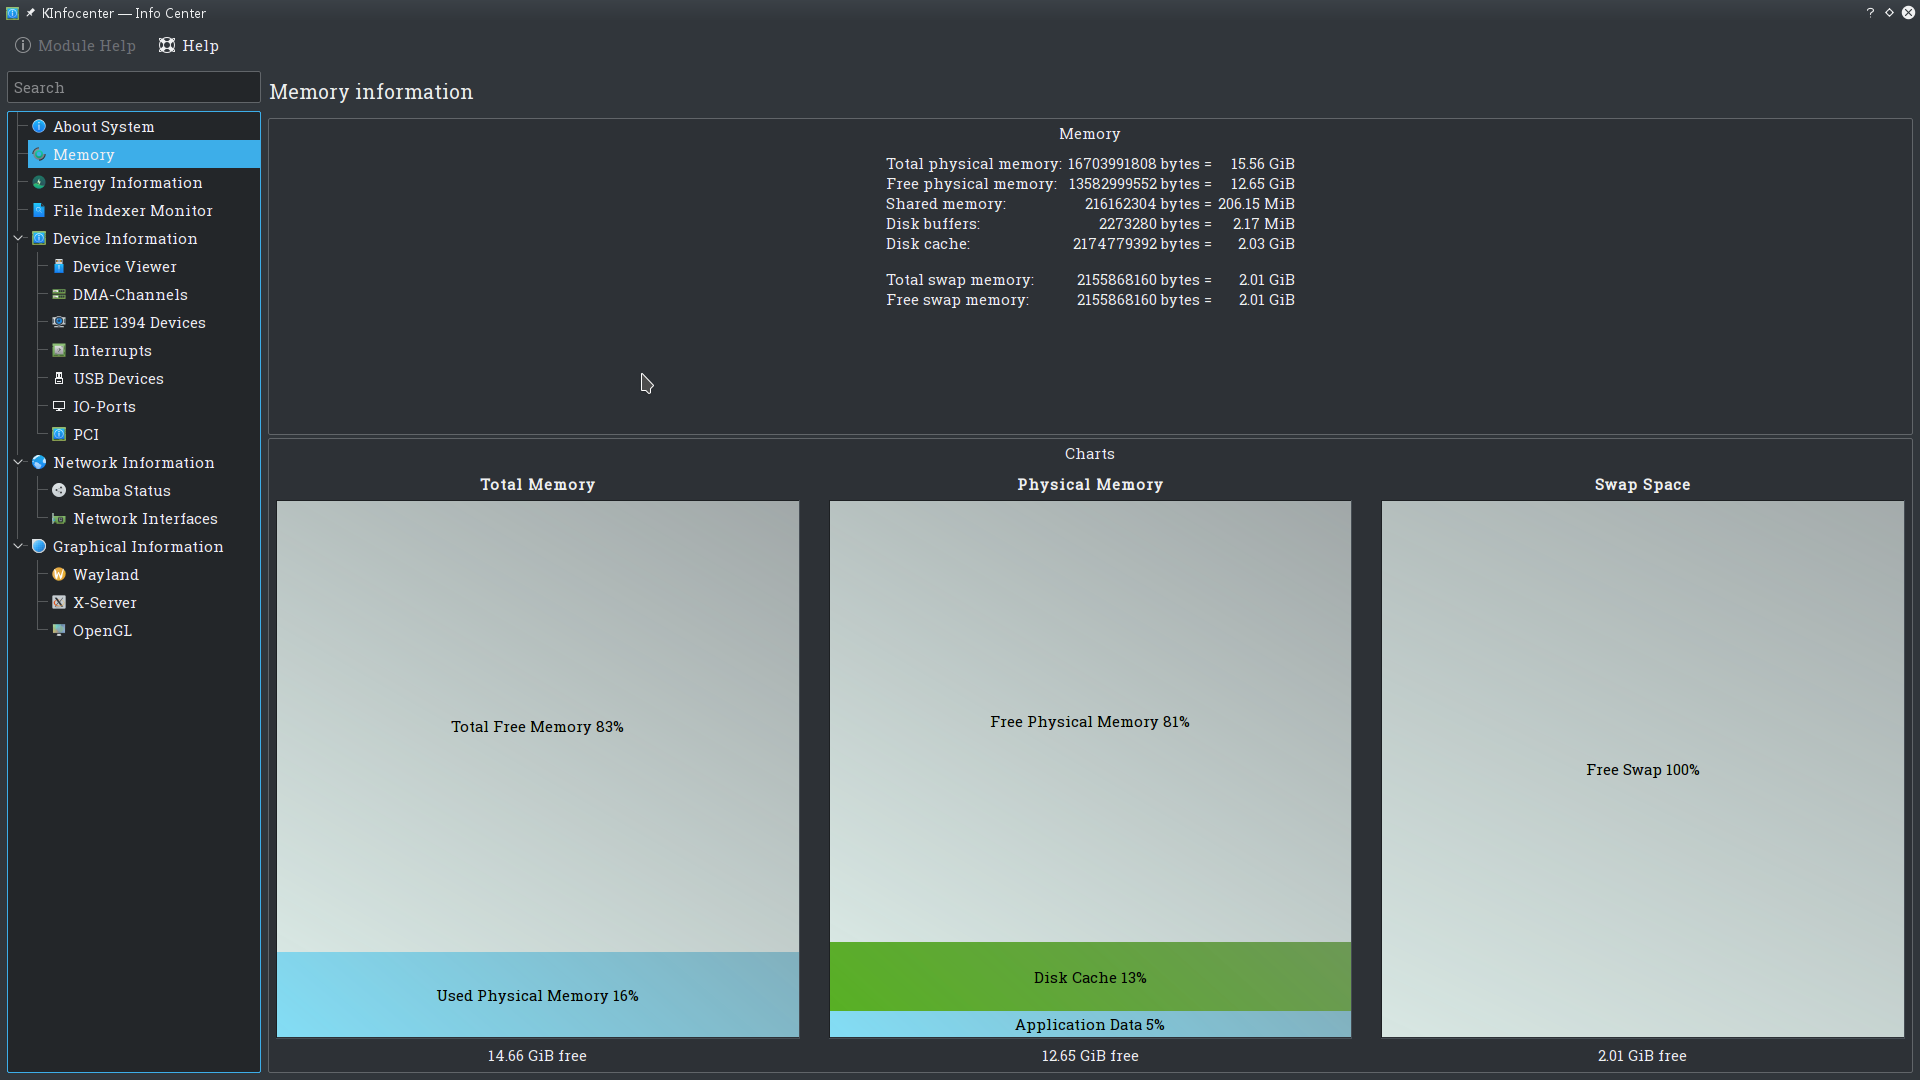 KInfocenter — Info Center
Module Help Help
Search
About System
Memory
Energy Information
File Indexer Monitor
Device Information
Device Viewer
DMA-Channels
IEEE 1394 Devices
Interrupts
USB Devices
IO-Ports
PCI
Network Information
Samba Status
Network Interfaces
Graphical Information
Wayland
X-Server
OpenGL
Memory information
Memory
Total physical memory: 16703991808 bytes = 15.56 GiB
Free physical memory: 13582999552 bytes = 12.65 GiB
Shared memory: 216162304 bytes = 206.15 MiB
Disk buffers: 2273280 bytes = 2.17 MiB
Disk cache: 2174779392 bytes = 2.03 GiB
Total swap memory: 2155868160 bytes = 2.01 GiB
Free swap memory: 2155868160 bytes = 2.01 GiB
Charts
Total Memory
Total Free Memory 83%
Used Physical Memory 16%
14.66 GiB free
Physical Memory
Free Physical Memory 81%
Disk Cache 13%
Application Data 5%
12.65 GiB free
Swap Space
Free Swap 100%
2.01 GiB free